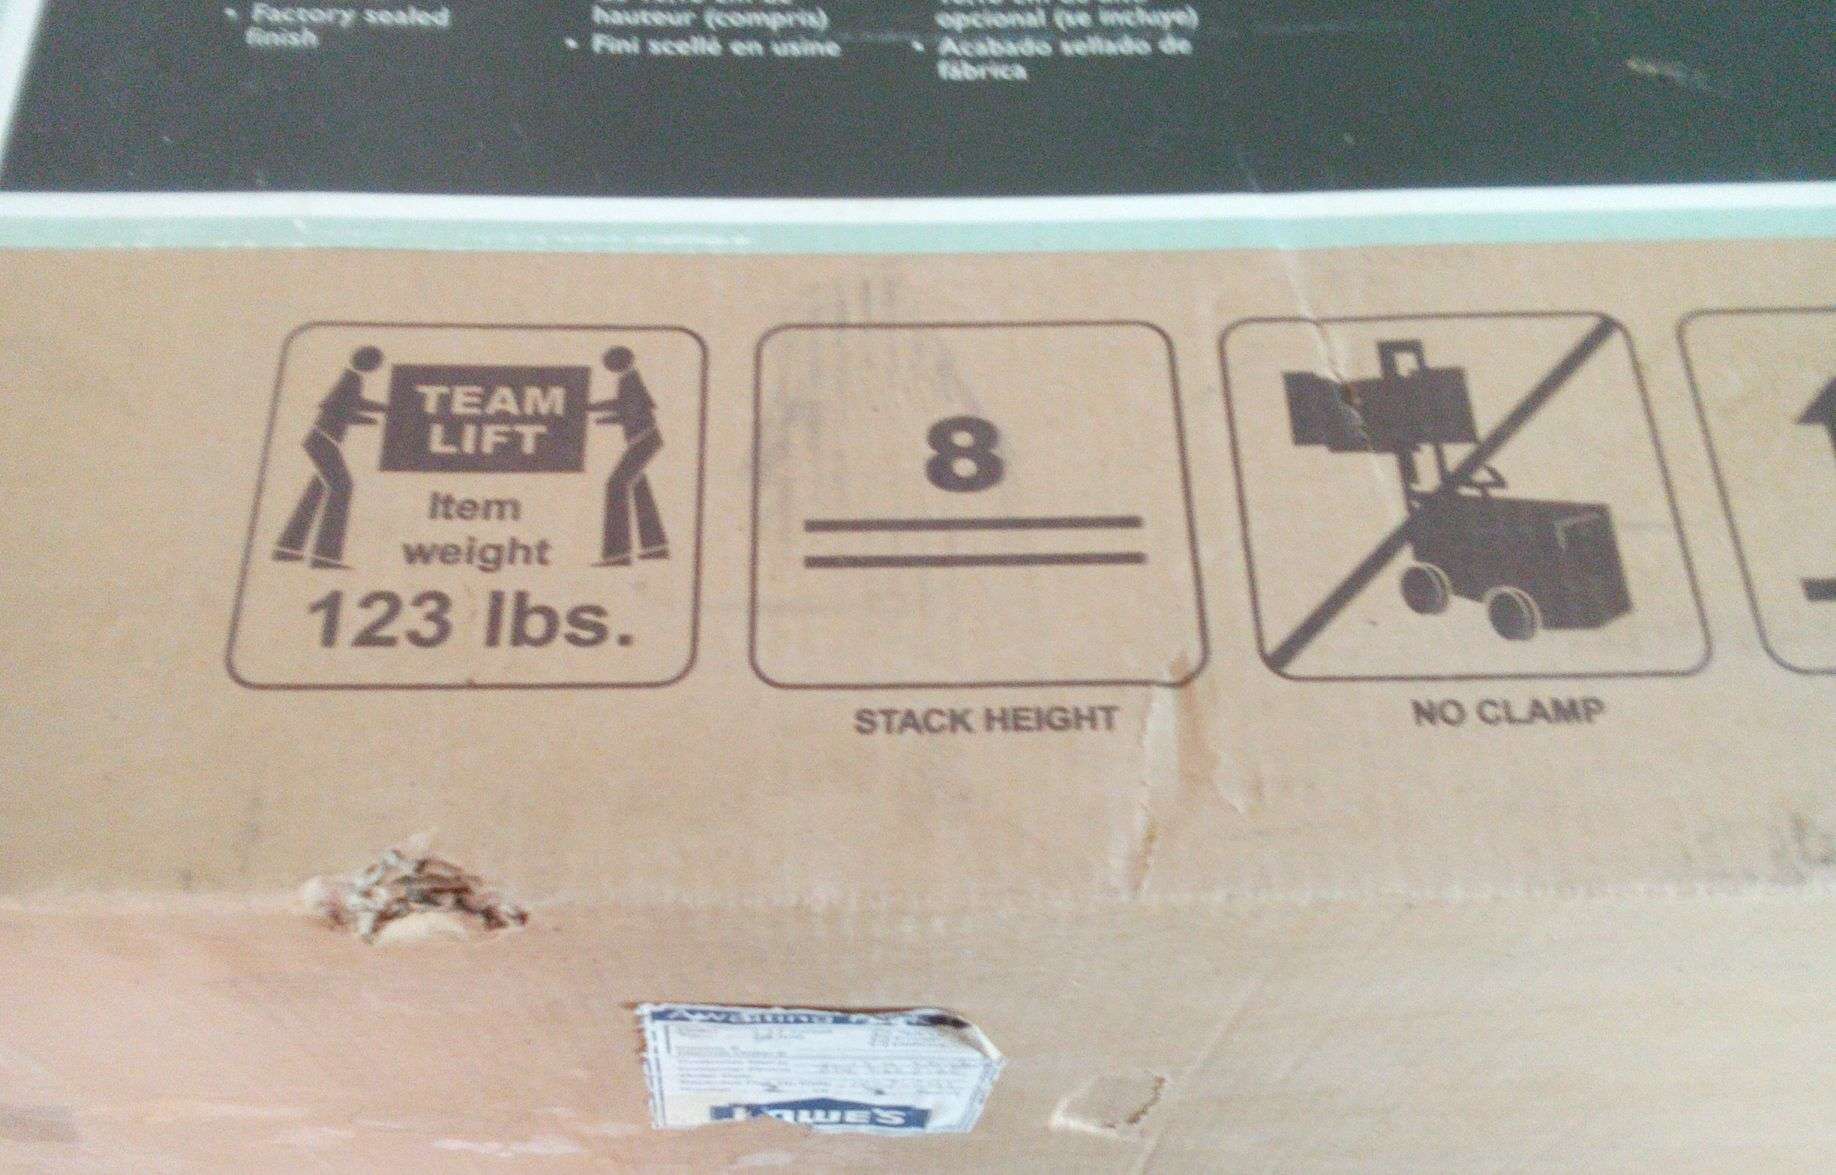 • Factory sealed
finish
hauteur (compris)
• Fini scellé en usine
opcional (se incluye)
• Acabado sellado de
fábrica
TEAM
LIFT
Item
weight
123 lbs.
8
STACK HEIGHT
NO CLAMP
Awaiting
LOWE'S